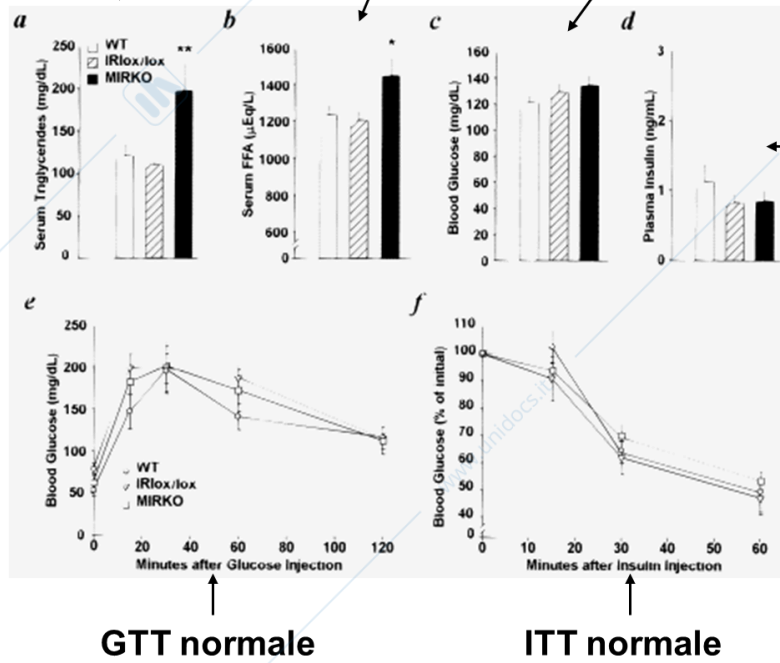 a
b
c
d
250
200
150
100
50
0
Serum Triglycerides (mg/dL)
WT
IRlox/lox
MIRKO
**
1600
1400
1200
1000
800
600
0
Serum FFA (µEq/L)
*
160
140
120
100
80
60
40
20
0
Blood Glucose (mg/dL)
3
2
1
0
Plasma Insulin (ng/mL)
e
f
250
200
150
100
50
0
Blood Glucose (mg/dL)
WT
IRlox/lox
MIRKO
0 20 40 60 80 100 120
Minutes after Glucose Injection
110
100
90
80
70
60
50
40
0
Blood Glucose (% of initial)
0 10 20 30 40 50 60
Minutes after Insulin Injection
www.unidocs.it
GTT normale
ITT normale